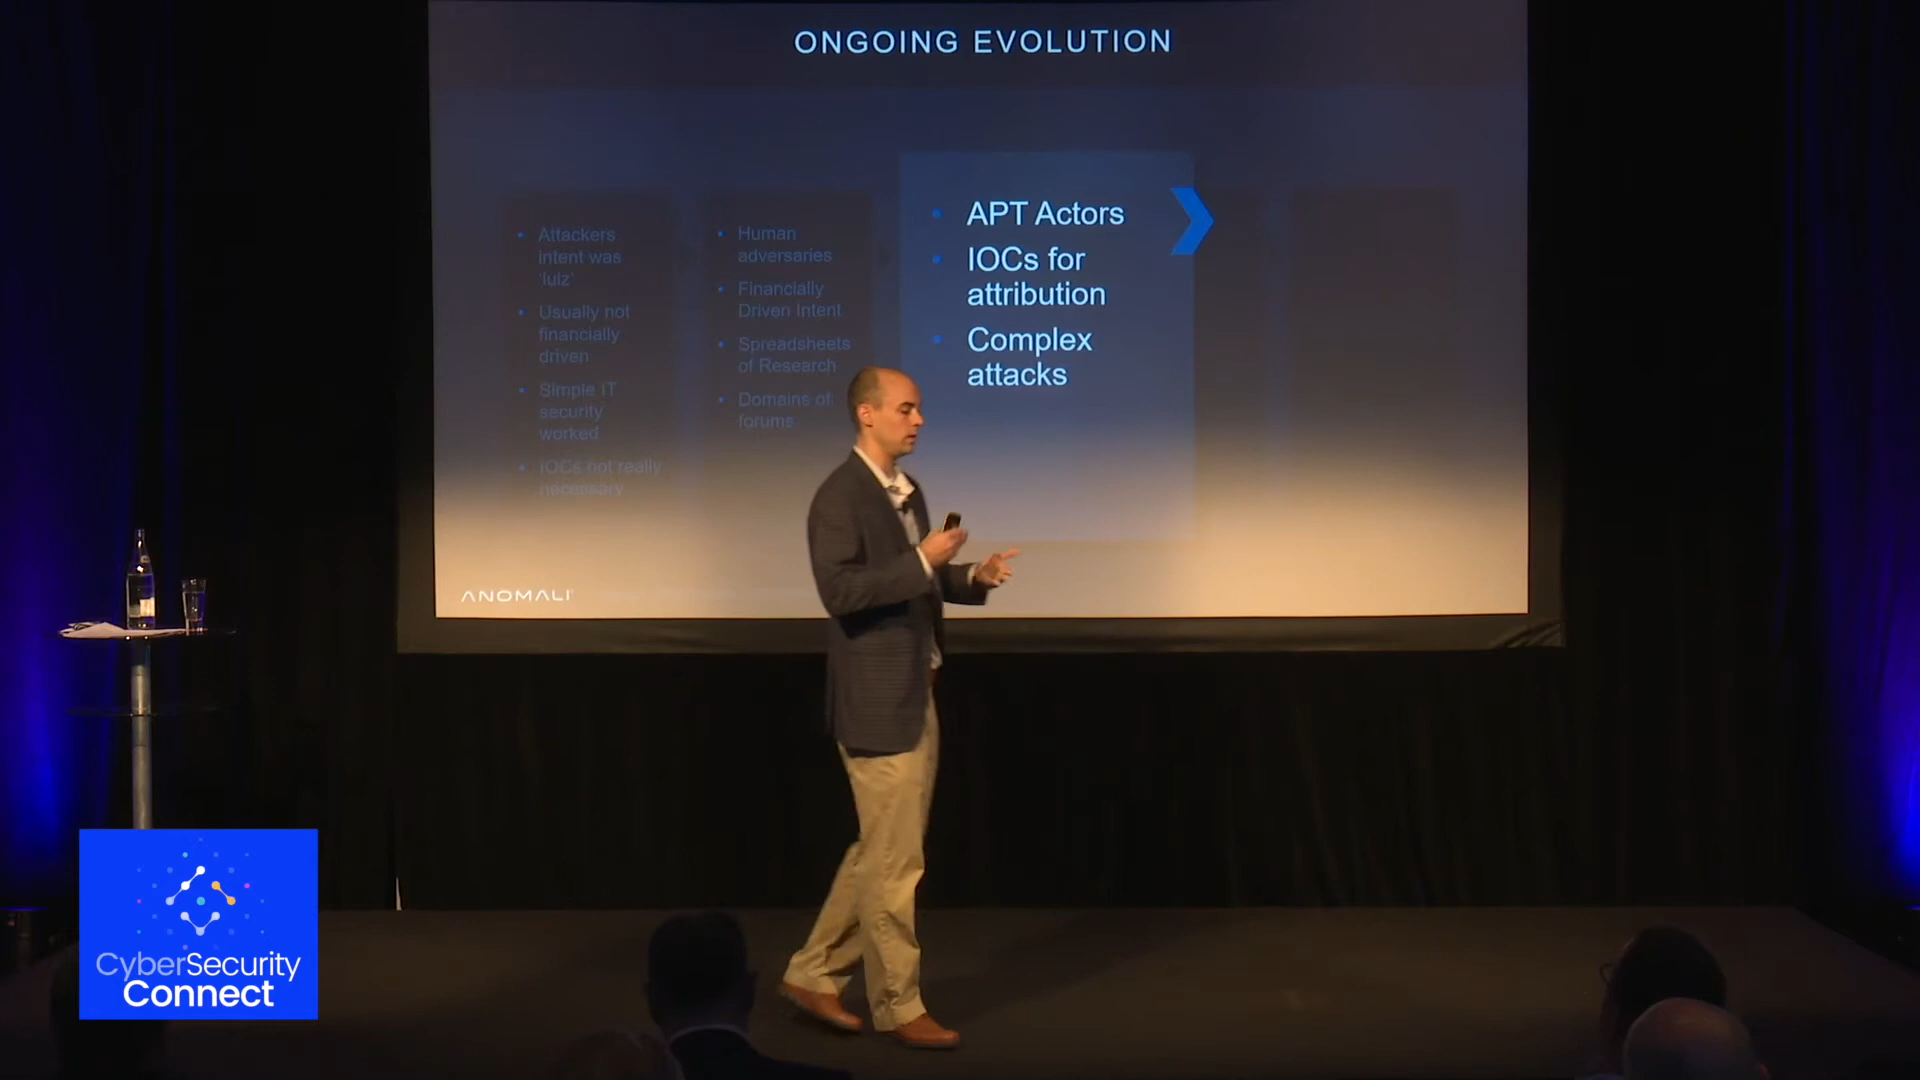 ONGOING EVOLUTION
• Attackers
intent was
'lulz'
• Usually not
financially
driven
• Simple IT
security
worked
• IOCs not really
necessary
• Human
adversaries
• Financially
Driven Intent
• Spreadsheets
of Research
• Domains of
forums
• APT Actors
• IOCs for
attribution
• Complex
attacks
ANOMALI
CyberSecurity
Connect